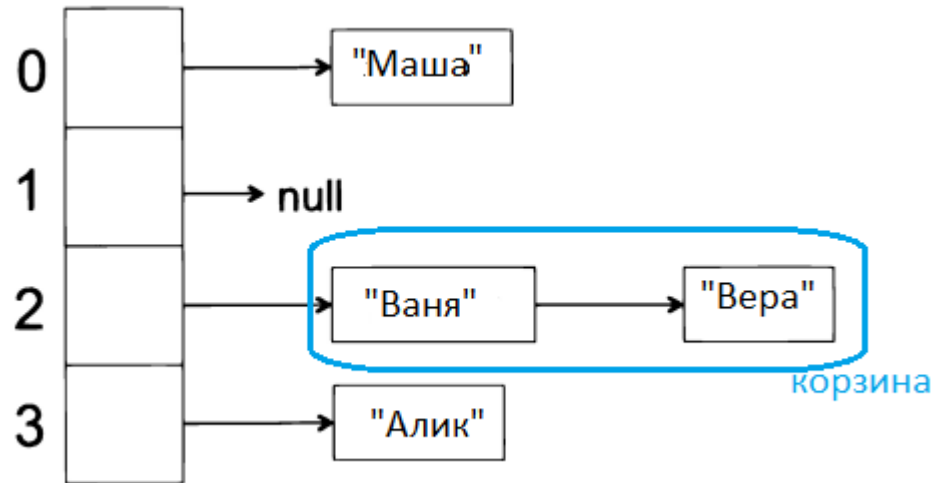 0 "Маша"
1 null
2 "Ваня" "Вера"
корзина
3 "Алик"